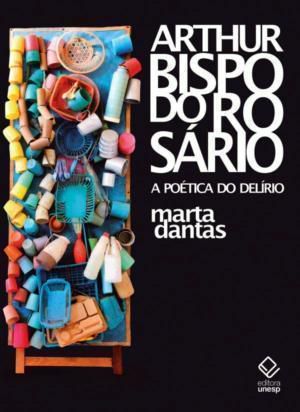 ARTHUR
BISPO
DO RO
SÁRIO
A POÉTICA DO DELÍRIO
marta
dantas
editora
unesp